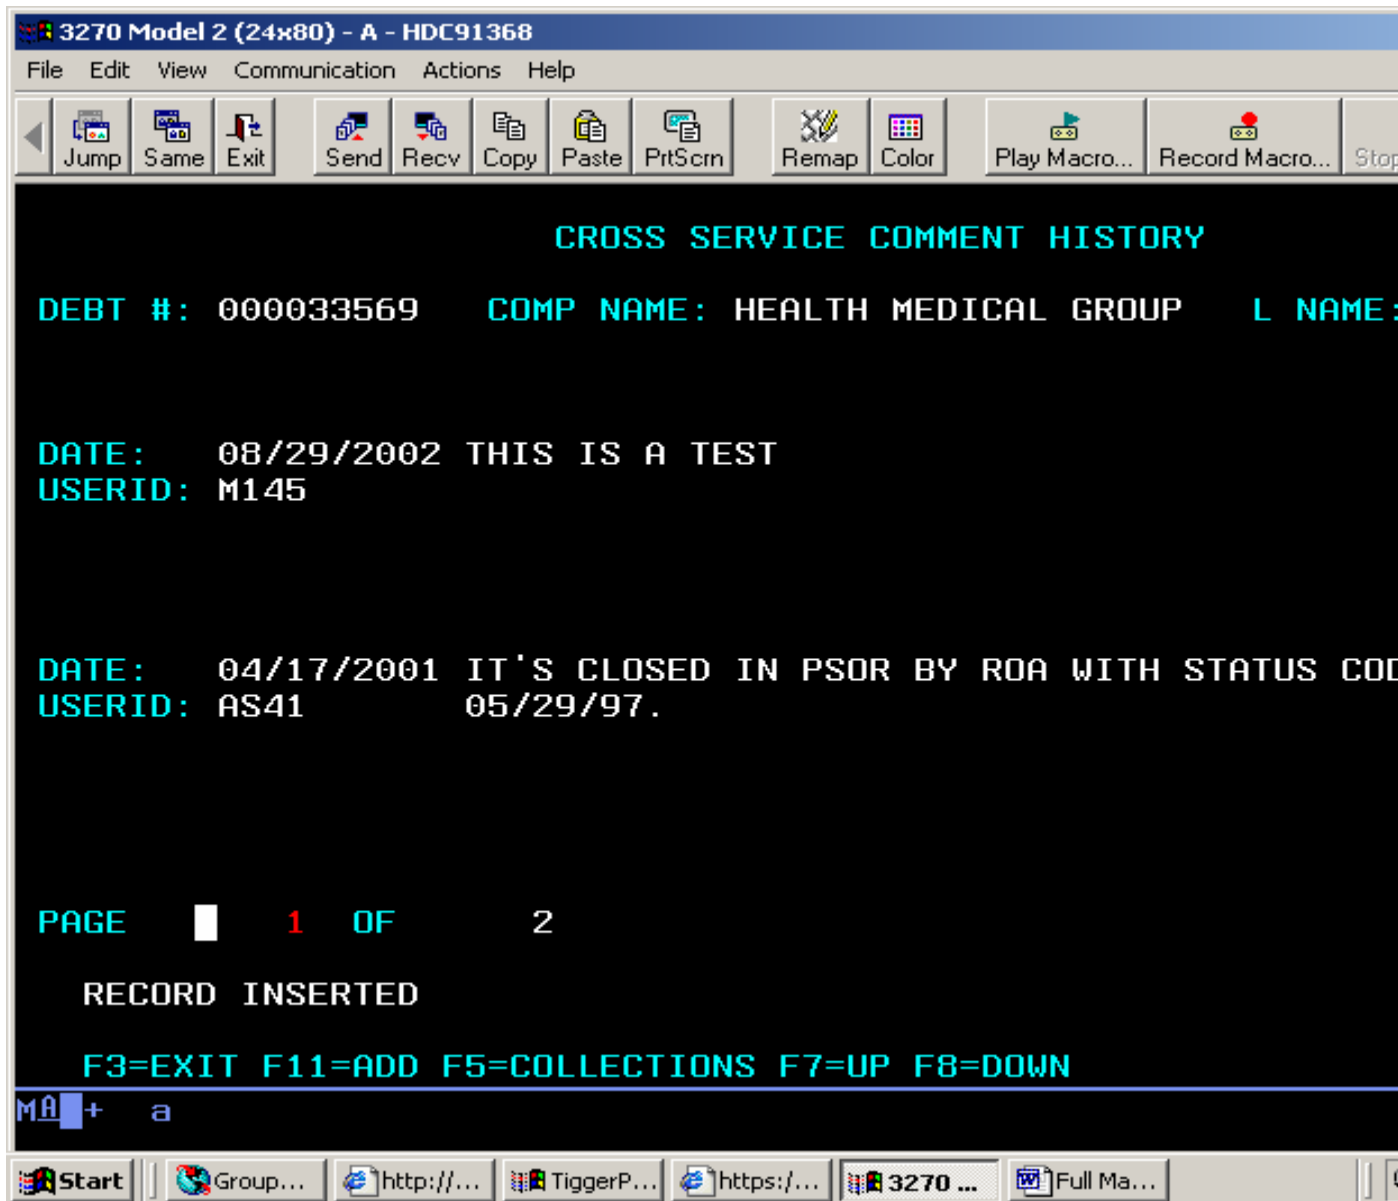 3270 Model 2 (24x80) - A - HDC91368
File Edit View Communication Actions Help
Jump Same Exit Send Recv Copy Paste PrtScrn Remap Color Play Macro... Record Macro... Stop
CROSS SERVICE COMMENT HISTORY
DEBT #: 000033569 COMP NAME: HEALTH MEDICAL GROUP L NAME:
DATE: 08/29/2002 THIS IS A TEST
USERID: M145
DATE: 04/17/2001 IT'S CLOSED IN PSOR BY ROA WITH STATUS COD
USERID: AS41 05/29/97.
PAGE 1 OF 2
RECORD INSERTED
F3=EXIT F11=ADD F5=COLLECTIONS F7=UP F8=DOWN
MA + a
Start Group... http://... TiggerP... https:/... 3270 ... Full Ma...